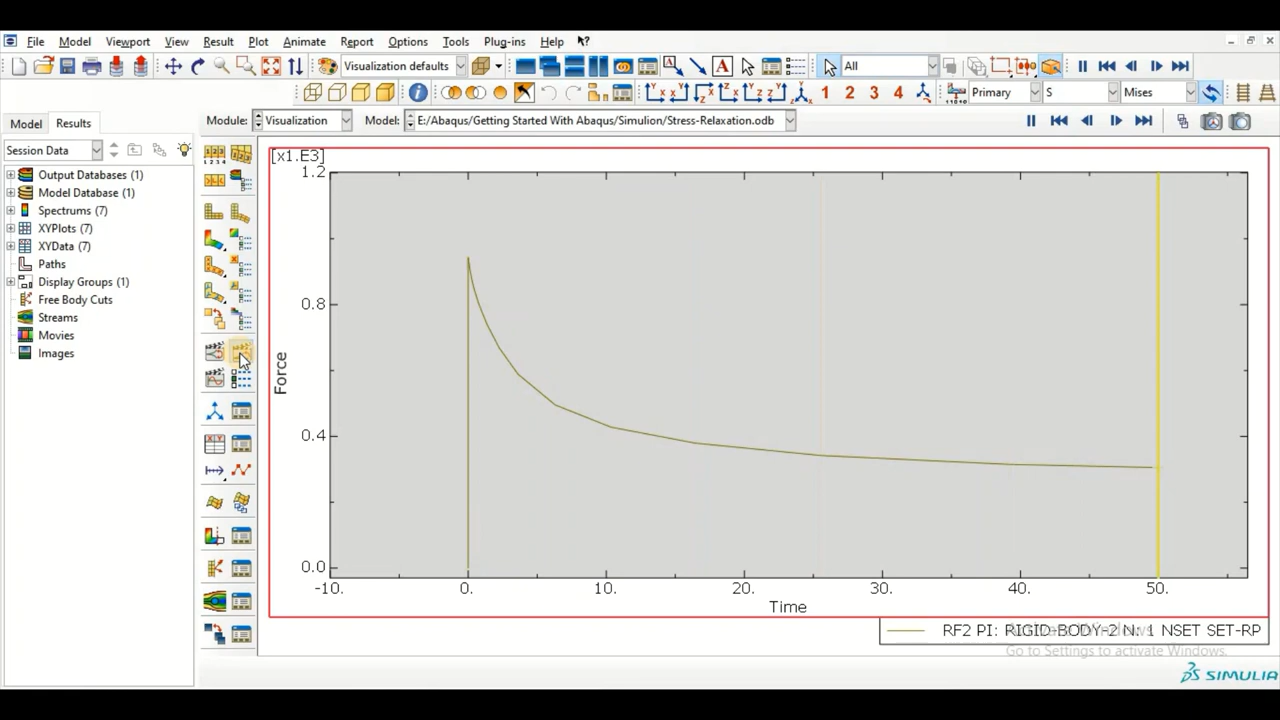 File Model Viewport View Result Plot Animate Report Options Tools Plug-ins Help
Visualization defaults All
1 2 3 4 Primary S Mises
Model Results Module: Visualization Model: E:/Abaqus/Getting Started With Abaqus/Simulion/Stress-Relaxation.odb
Session Data
Output Databases (1)
Model Database (1)
Spectrums (7)
XYPlots (7)
XYData (7)
Paths
Display Groups (1)
Free Body Cuts
Streams
Movies
Images
[x1.E3]
1.2
0.8
0.4
0.0
Force
-10. 0. 10. 20. 30. 40. 50.
Time
RF2 PI: RIGID-BODY-2 N: 1 NSET SET-RP
Activate Windows
Go to Settings to activate Windows.
SIMULIA